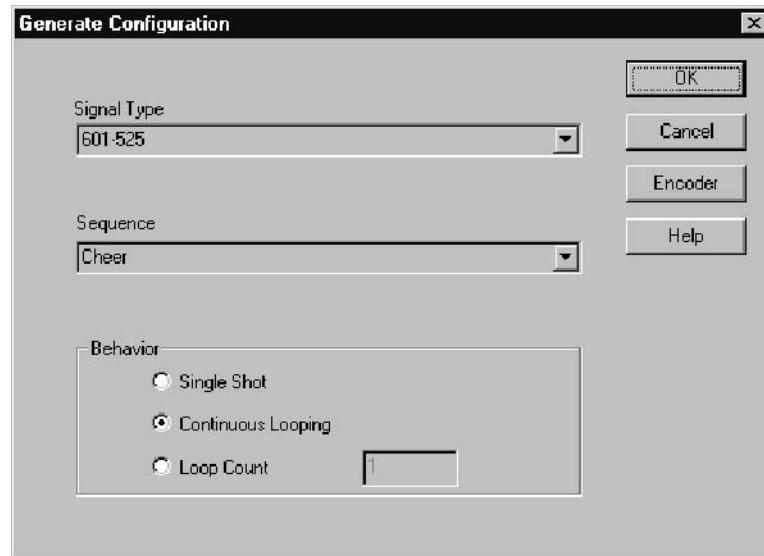 Generate Configuration
OK
Signal Type
601-525
Cancel
Encoder
Sequence
Help
Cheer
Behavior
Single Shot
Continuous Looping
Loop Count
1